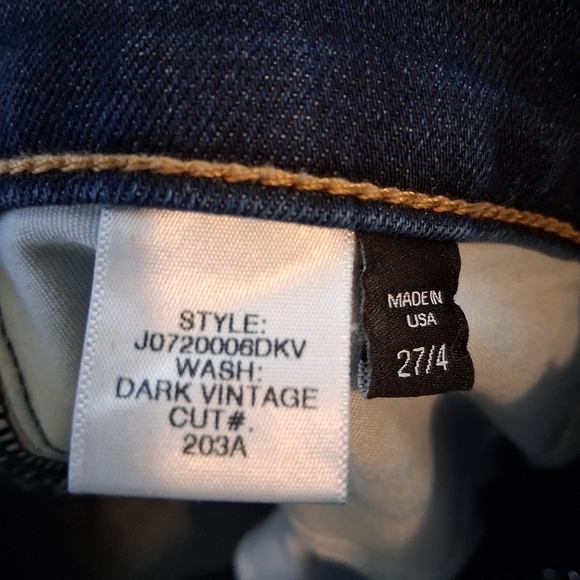 STYLE:
J0720006DKV
WASH:
DARK VINTAGE
CUT#.
203A
MADE IN
USA
27/4